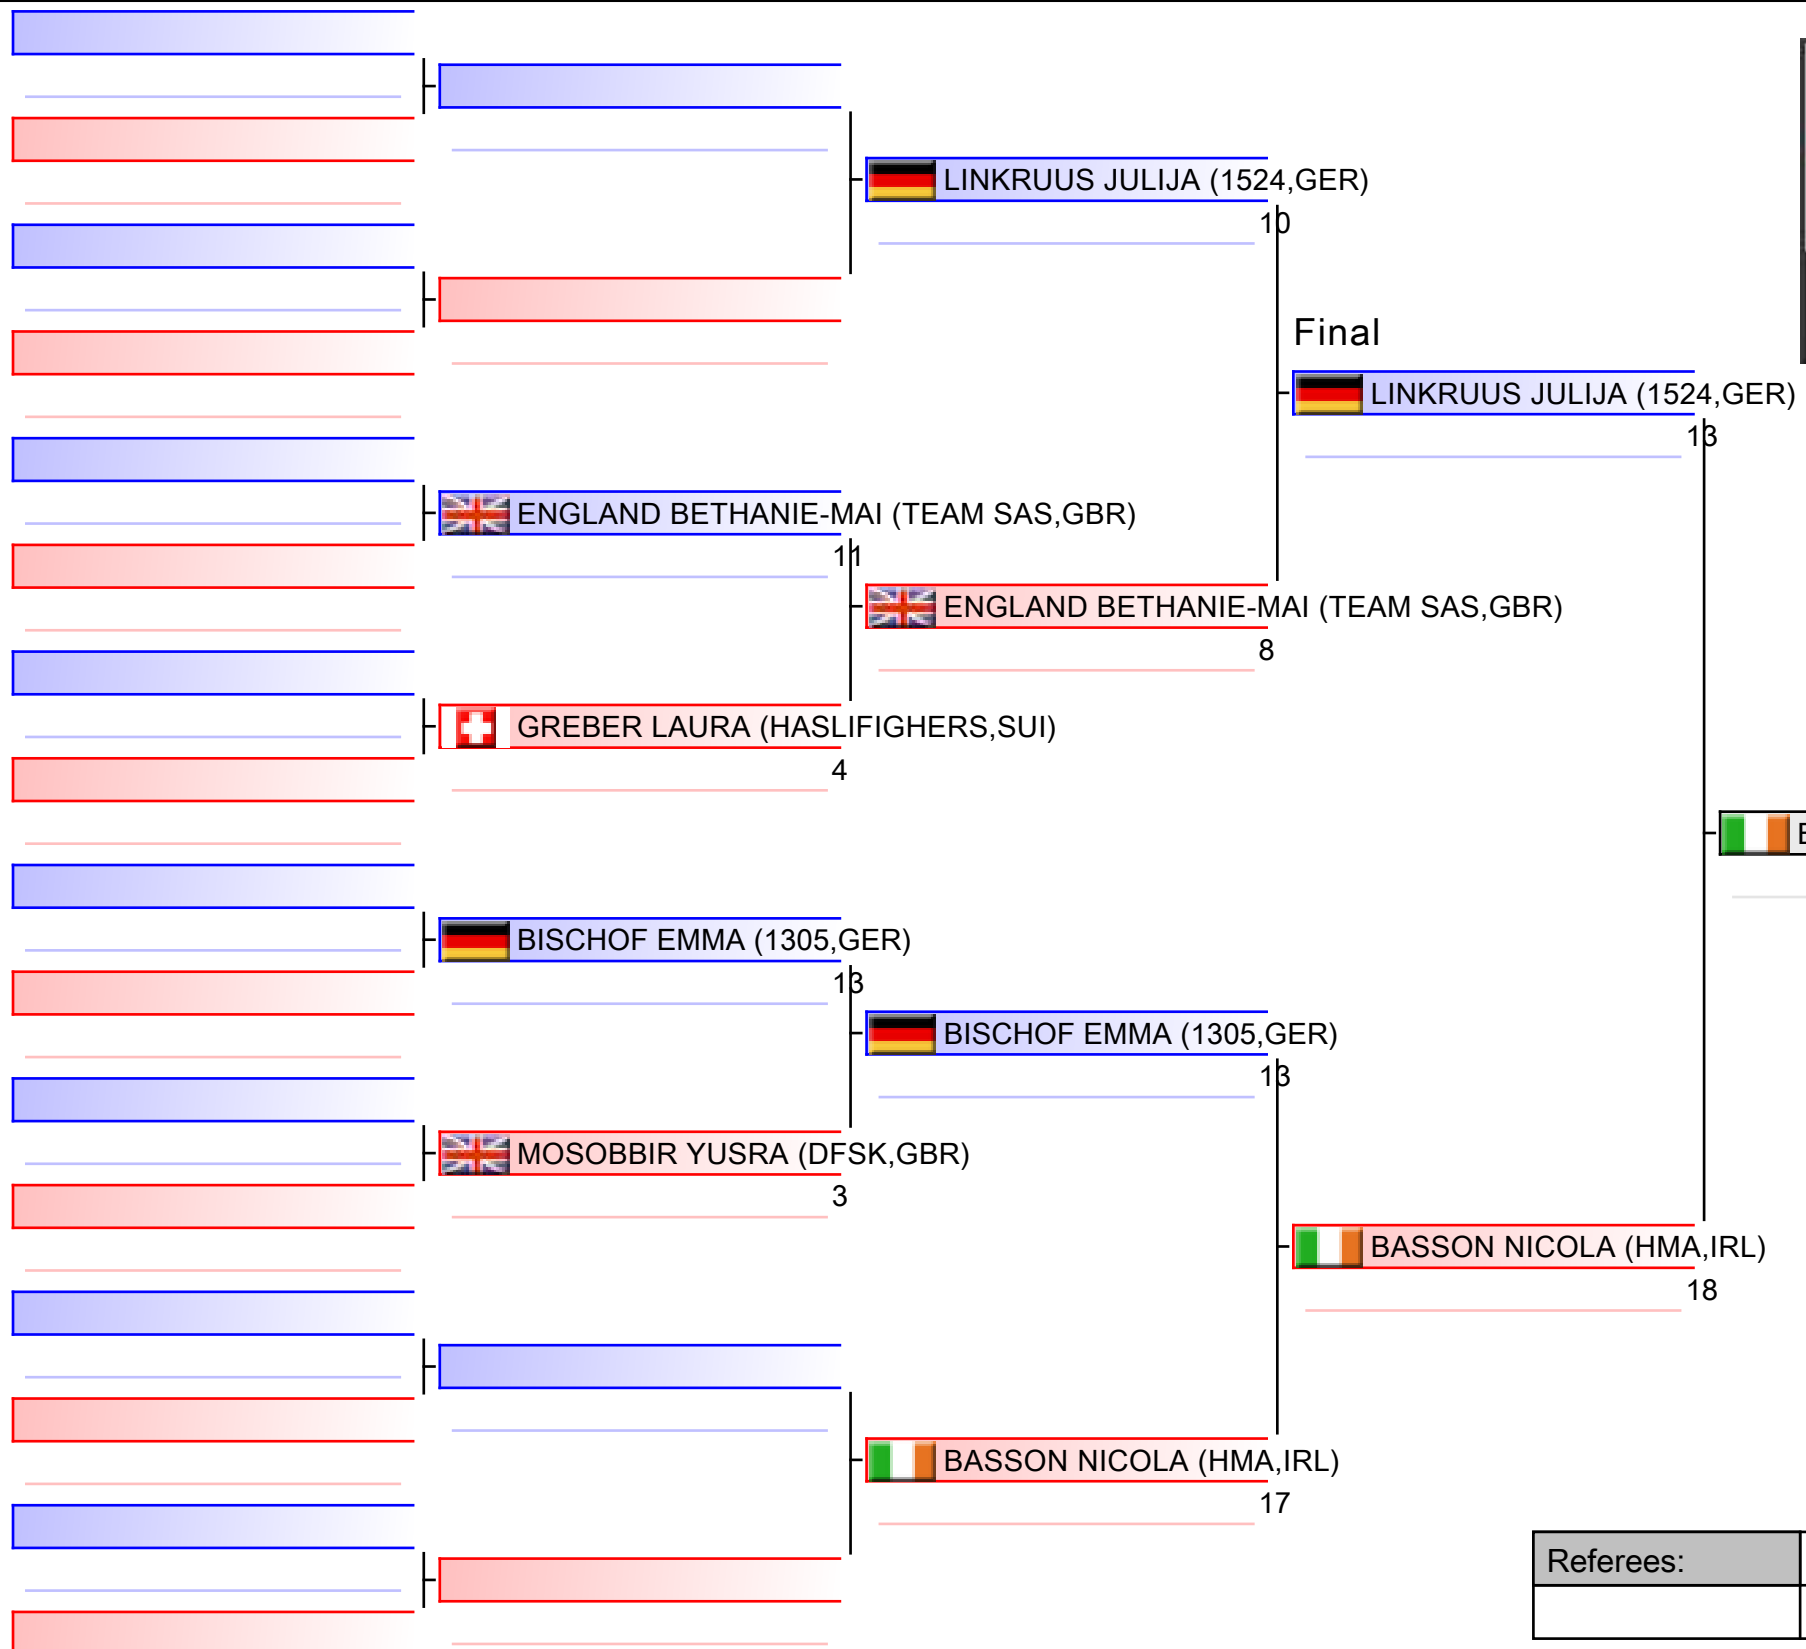 LINKRUUS JULIJA (1524,GER)
10
Final
LINKRUUS JULIJA (1524,GER)
13
ENGLAND BETHANIE-MAI (TEAM SAS,GBR)
11
ENGLAND BETHANIE-MAI (TEAM SAS,GBR)
8
GREBER LAURA (HASLIFIGHERS,SUI)
4
BISCHOF EMMA (1305,GER)
13
BISCHOF EMMA (1305,GER)
13
MOSOBBIR YUSRA (DFSK,GBR)
3
BASSON NICOLA (HMA,IRL)
18
BASSON NICOLA (HMA,IRL)
17
Referees: